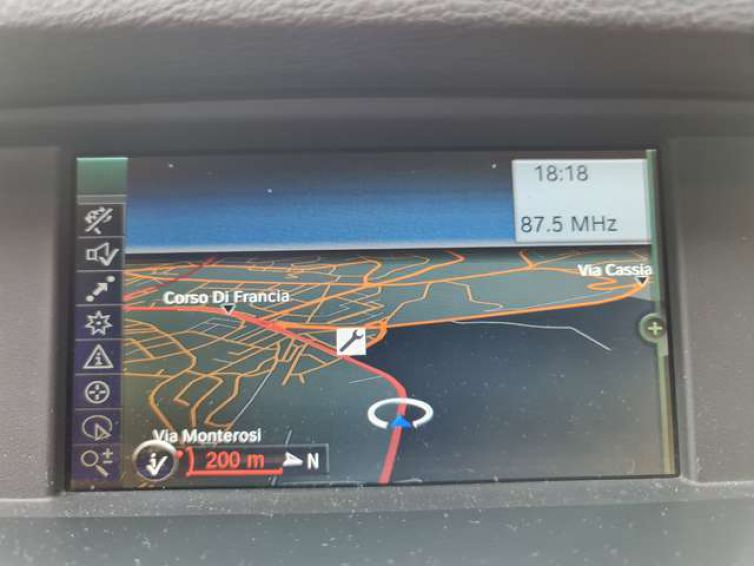 18:18
87.5 MHz
Via Cassia
Corso Di Francia
Via Monterosi
200 m N